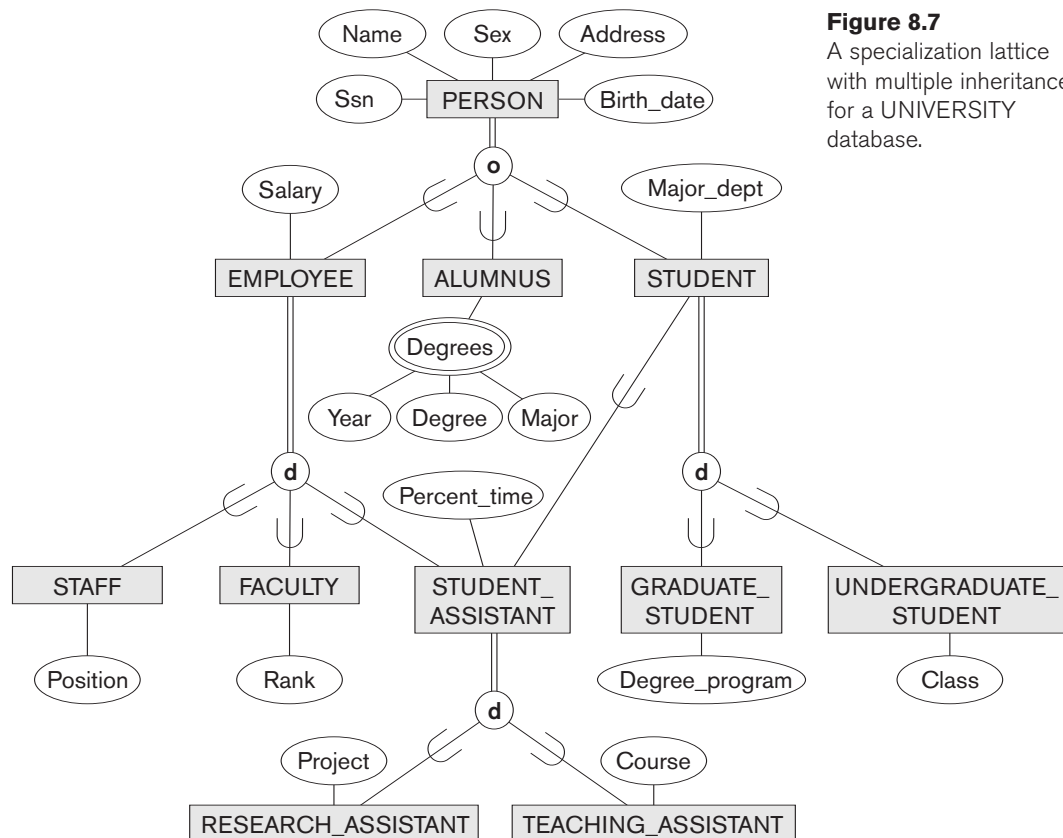 Figure 8.7
A specialization lattice
with multiple inheritance
for a UNIVERSITY
database.
Name
Sex
Address
Ssn
PERSON
Birth_date
o
Salary
Major_dept
EMPLOYEE
ALUMNUS
STUDENT
Degrees
Year
Degree
Major
d
d
Percent_time
STAFF
FACULTY
STUDENT_
ASSISTANT
GRADUATE_
STUDENT
UNDERGRADUATE_
STUDENT
Position
Rank
Degree_program
Class
d
Project
Course
RESEARCH_ASSISTANT
TEACHING_ASSISTANT